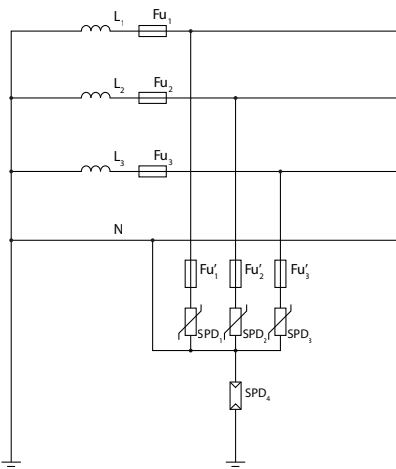 L₁ Fu₁
L₂ Fu₂
L₃ Fu₃
N
Fu'₁ Fu'₂ Fu'₃
SPD₁ SPD₂ SPD₃
SPD₄